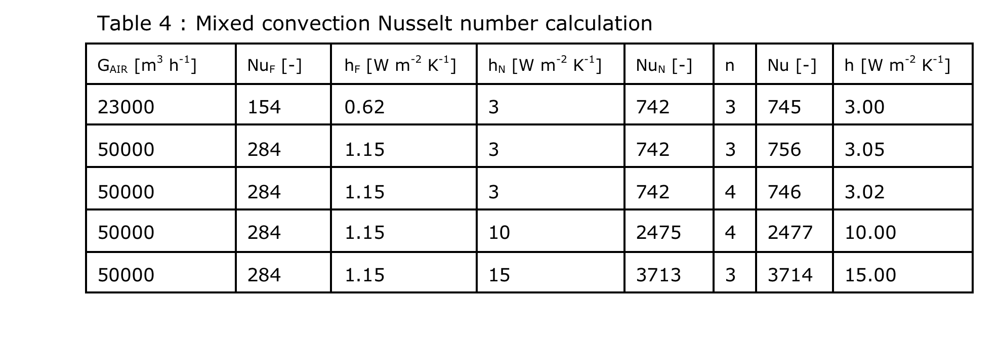 Table 4 : Mixed convection Nusselt number calculation
G_AIR [m³ h⁻¹] Nu_F [-] h_F [W m⁻² K⁻¹] h_N [W m⁻² K⁻¹] Nu_N [-] n Nu [-] h [W m⁻² K⁻¹]
23000 154 0.62 3 742 3 745 3.00
50000 284 1.15 3 742 3 756 3.05
50000 284 1.15 3 742 4 746 3.02
50000 284 1.15 10 2475 4 2477 10.00
50000 284 1.15 15 3713 3 3714 15.00